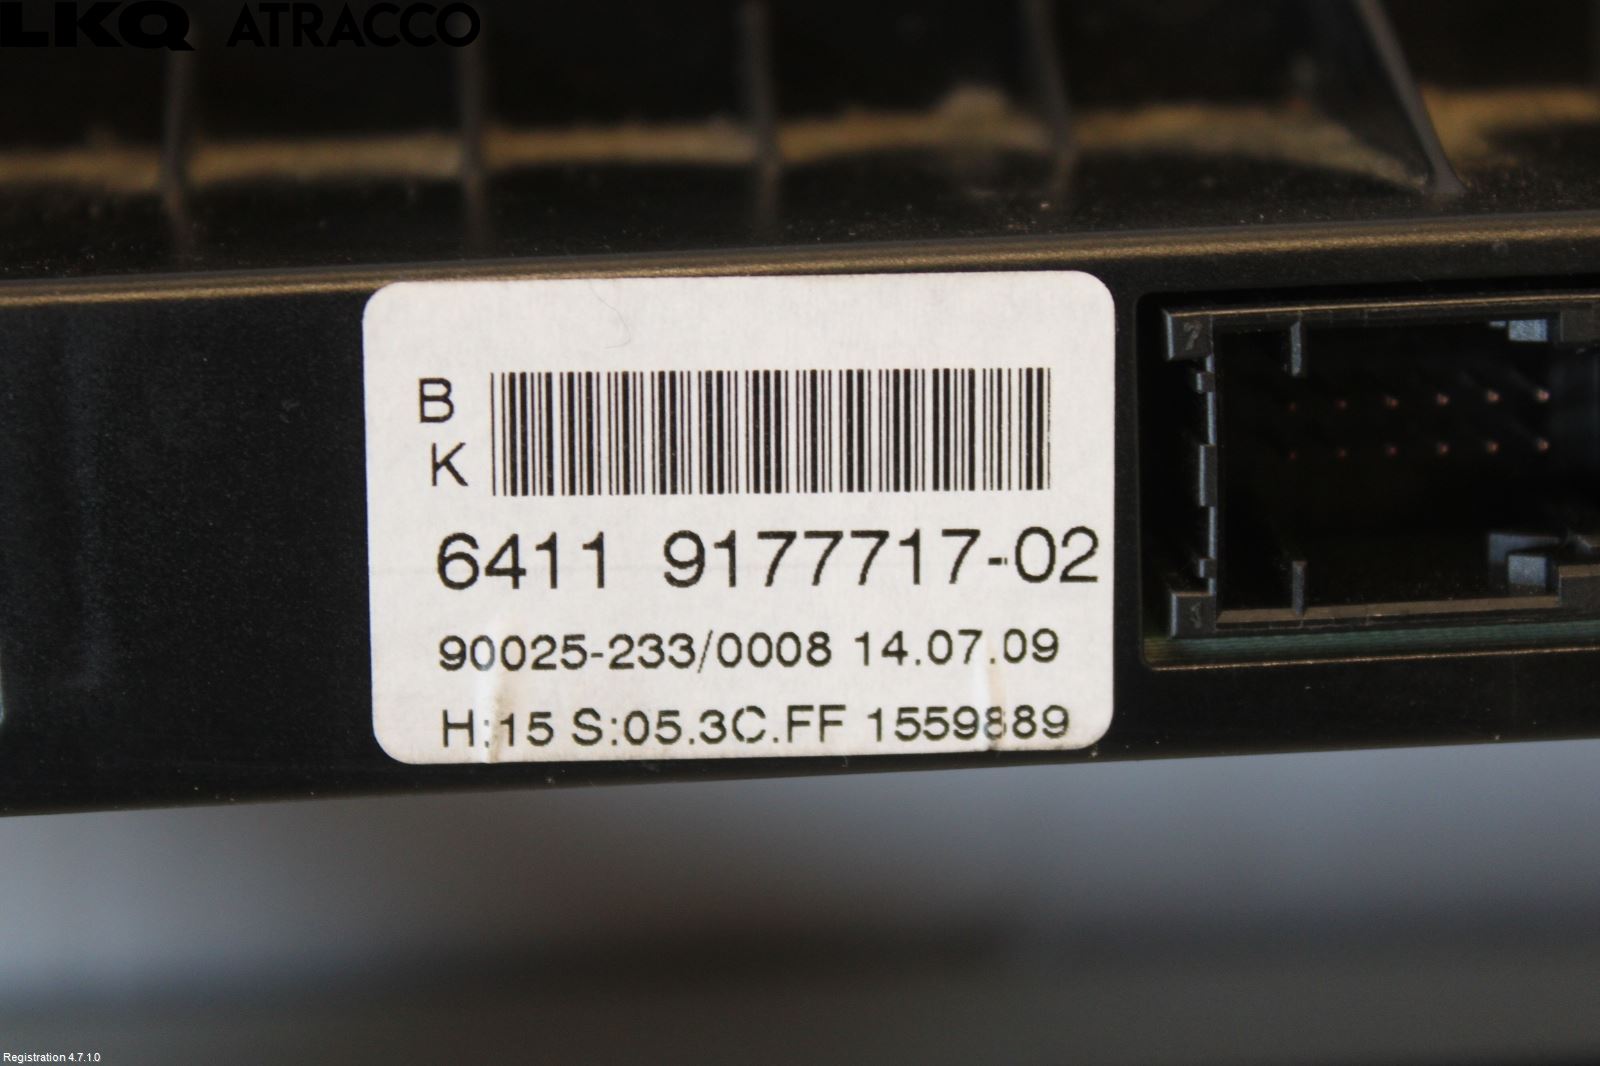 LKQ ATRACCO
B
K
6411 9177717-02
90025-233/0008 14.07.09
H:15 S:05.3C.FF 1559889
Registration 4.7.1.0